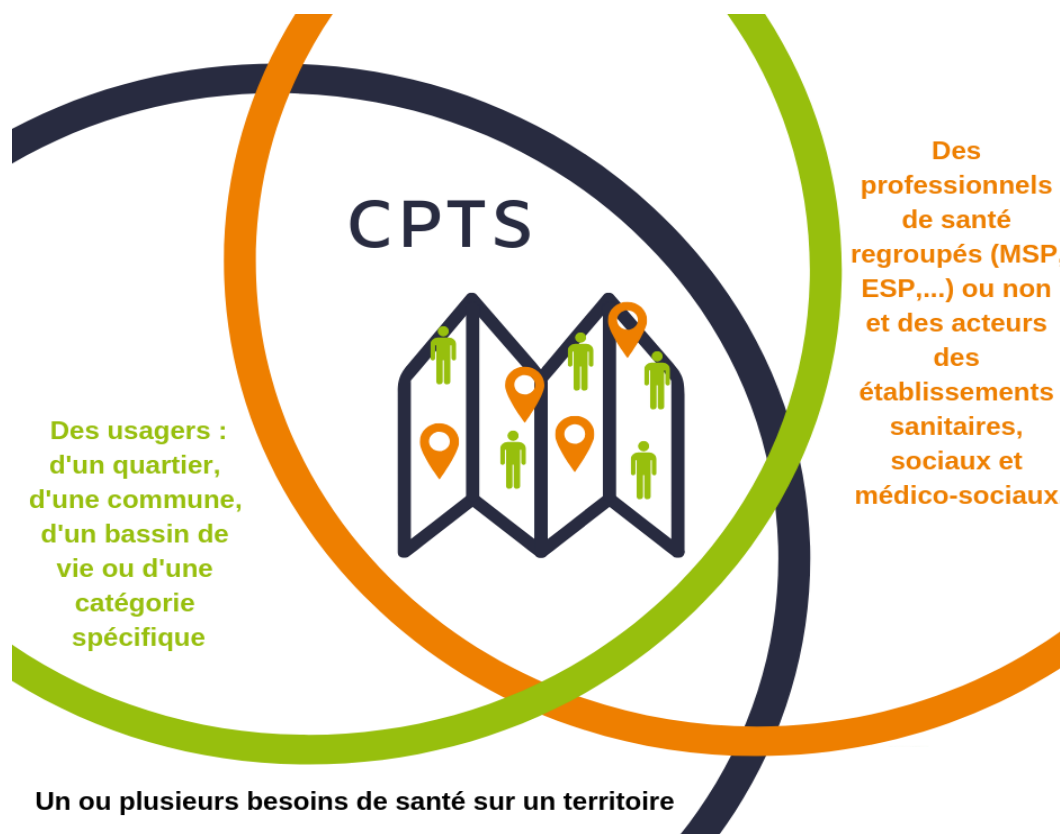 CPTS
Des
professionnels
de santé
regroupés (MSP,
ESP,...) ou non
et des acteurs
des
établissements
sanitaires,
sociaux et
médico-sociaux
Des usagers :
d'un quartier,
d'une commune,
d'un bassin de
vie ou d'une
catégorie
spécifique
Un ou plusieurs besoins de santé sur un territoire